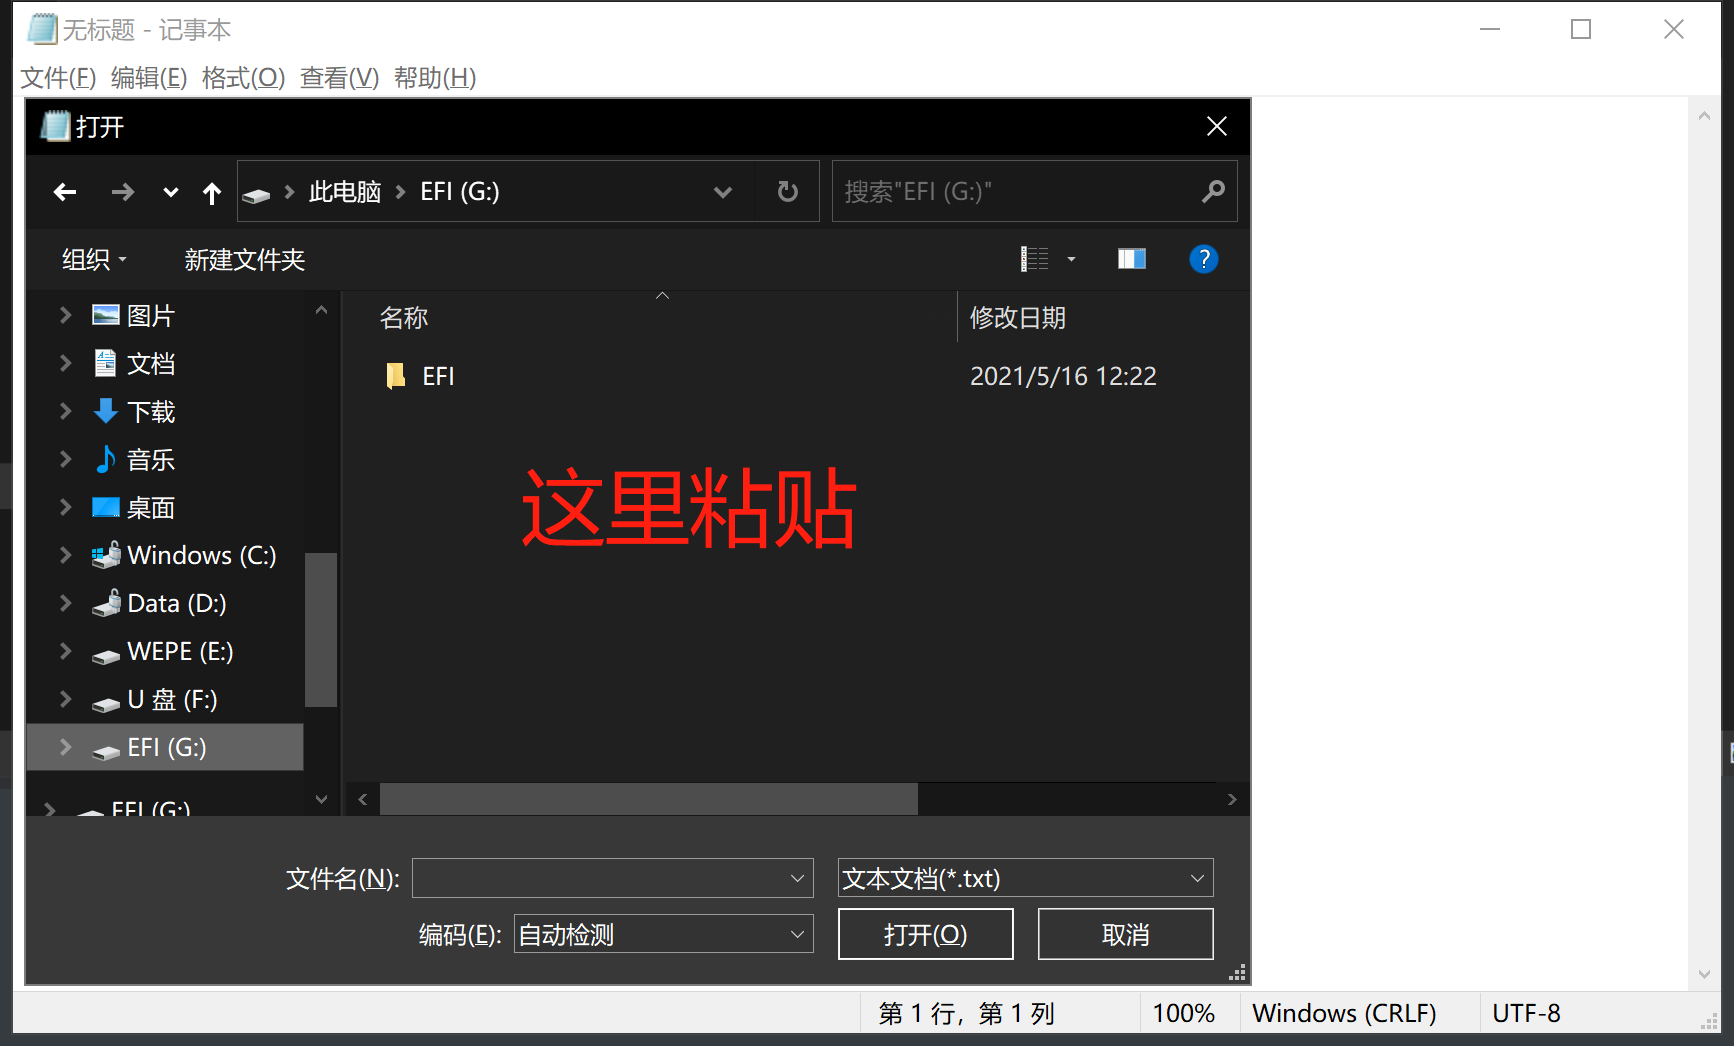 无标题 - 记事本
文件(F) 编辑(E) 格式(O) 查看(V) 帮助(H)
打开
此电脑 EFI (G:)
搜索"EFI (G:)"
组织 新建文件夹
?
名称 修改日期
EFI 2021/5/16 12:22
这里粘贴
图片
文档
下载
音乐
桌面
Windows (C:)
Data (D:)
WEPE (E:)
U 盘 (F:)
EFI (G:)
EFI (G:)
文件名(N):
文本文档(*.txt)
编码(E): 自动检测
打开(O) 取消
第 1 行，第 1 列 100% Windows (CRLF) UTF-8